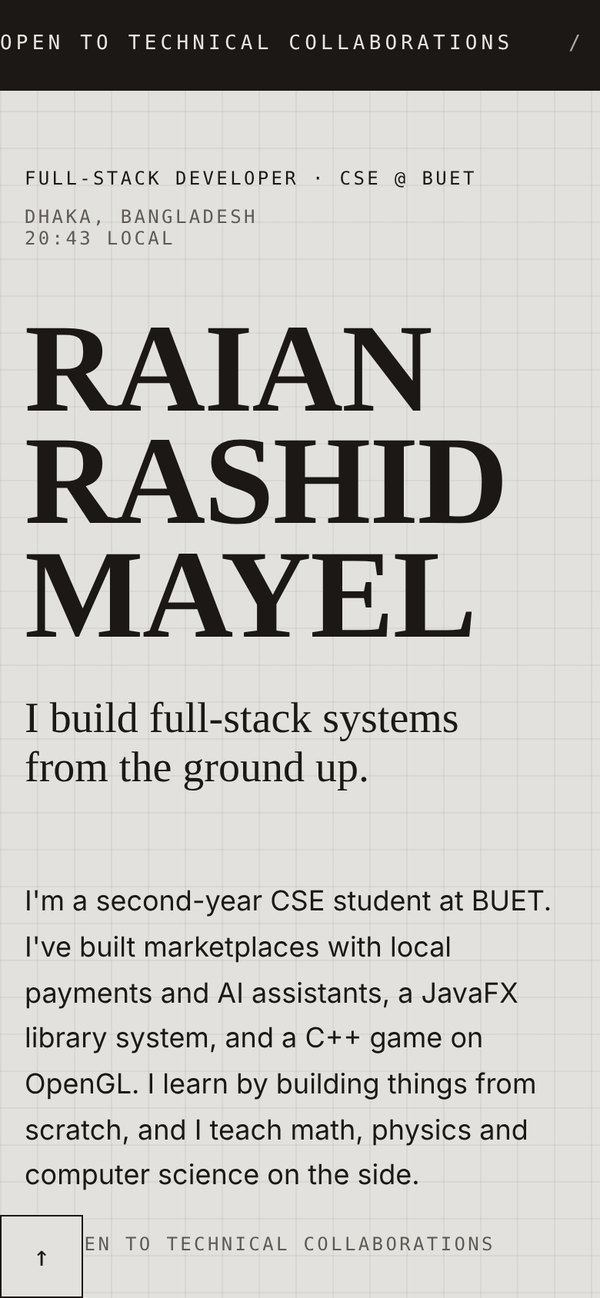 OPEN TO TECHNICAL COLLABORATIONS /
FULL-STACK DEVELOPER · CSE @ BUET
DHAKA, BANGLADESH
20:43 LOCAL
RAIAN
RASHID
MAYEL
I build full-stack systems
from the ground up.
I'm a second-year CSE student at BUET.
I've built marketplaces with local
payments and AI assistants, a JavaFX
library system, and a C++ game on
OpenGL. I learn by building things from
scratch, and I teach math, physics and
computer science on the side.
↑ EN TO TECHNICAL COLLABORATIONS